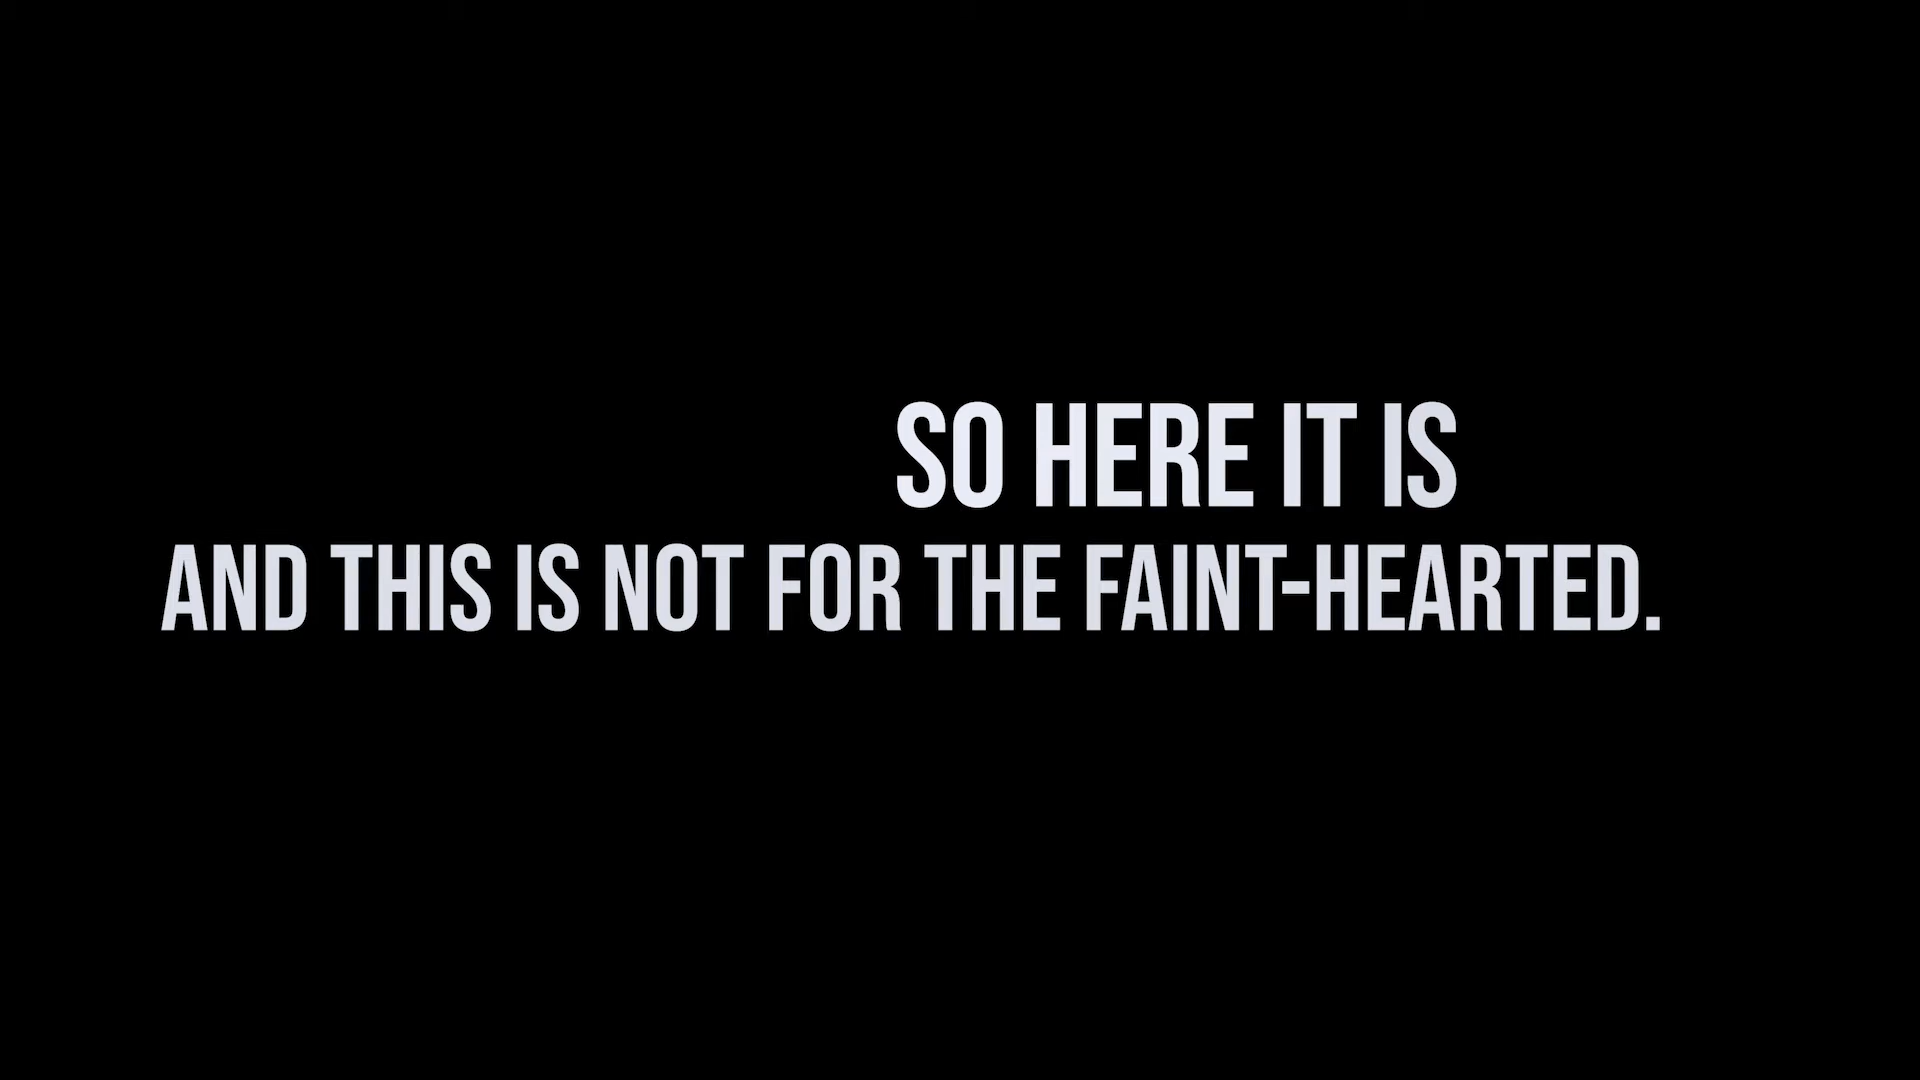 SO HERE IT IS
AND THIS IS NOT FOR THE FAINT-HEARTED.